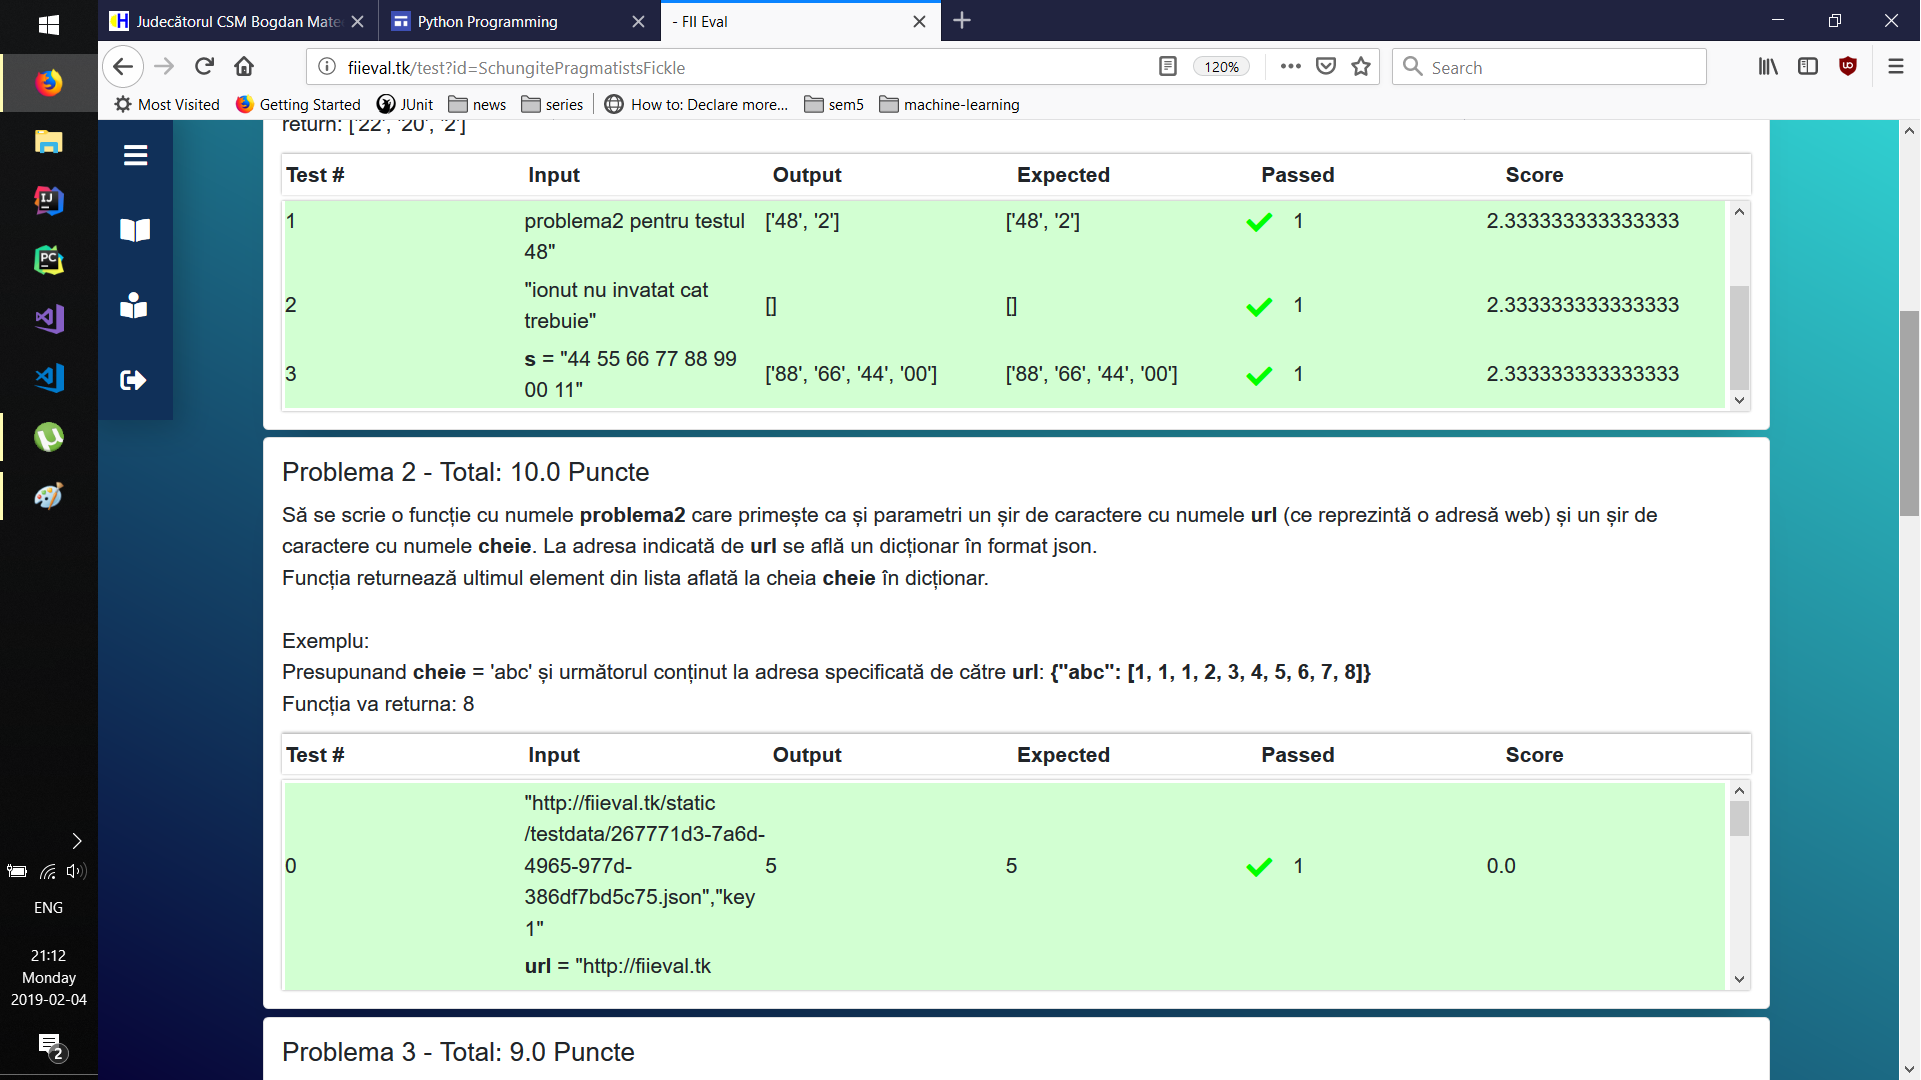 Judecătorul CSM Bogdan Mate
Python Programming
- FII Eval
fiieval.tk/test?id=SchungitePragmatistsFickle
120%
Search
Most Visited
Getting Started
JUnit
news
series
How to: Declare more...
sem5
machine-learning
return: ['22', '20', '2']
Test # Input Output Expected Passed Score
1 problema2 pentru testul 48" ['48', '2'] ['48', '2'] 1 2.333333333333333
2 "ionut nu invatat cat trebuie" [] [] 1 2.333333333333333
3 s = "44 55 66 77 88 99 00 11" ['88', '66', '44', '00'] ['88', '66', '44', '00'] 1 2.333333333333333
Problema 2 - Total: 10.0 Puncte
Să se scrie o funcție cu numele problema2 care primește ca și parametri un șir de caractere cu numele url (ce reprezintă o adresă web) și un șir de
caractere cu numele cheie. La adresa indicată de url se află un dicționar în format json.
Funcția returnează ultimul element din lista aflată la cheia cheie în dicționar.
Exemplu:
Presupunand cheie = 'abc' și următorul conținut la adresa specificată de către url: {"abc": [1, 1, 1, 2, 3, 4, 5, 6, 7, 8]}
Funcția va returna: 8
Test # Input Output Expected Passed Score
"http://fiieval.tk/static
/testdata/267771d3-7a6d-
0 4965-977d- 5 5 1 0.0
386df7bd5c75.json","key
1"
url = "http://fiieval.tk
Problema 3 - Total: 9.0 Puncte
ENG
21:12
Monday
2019-02-04
2